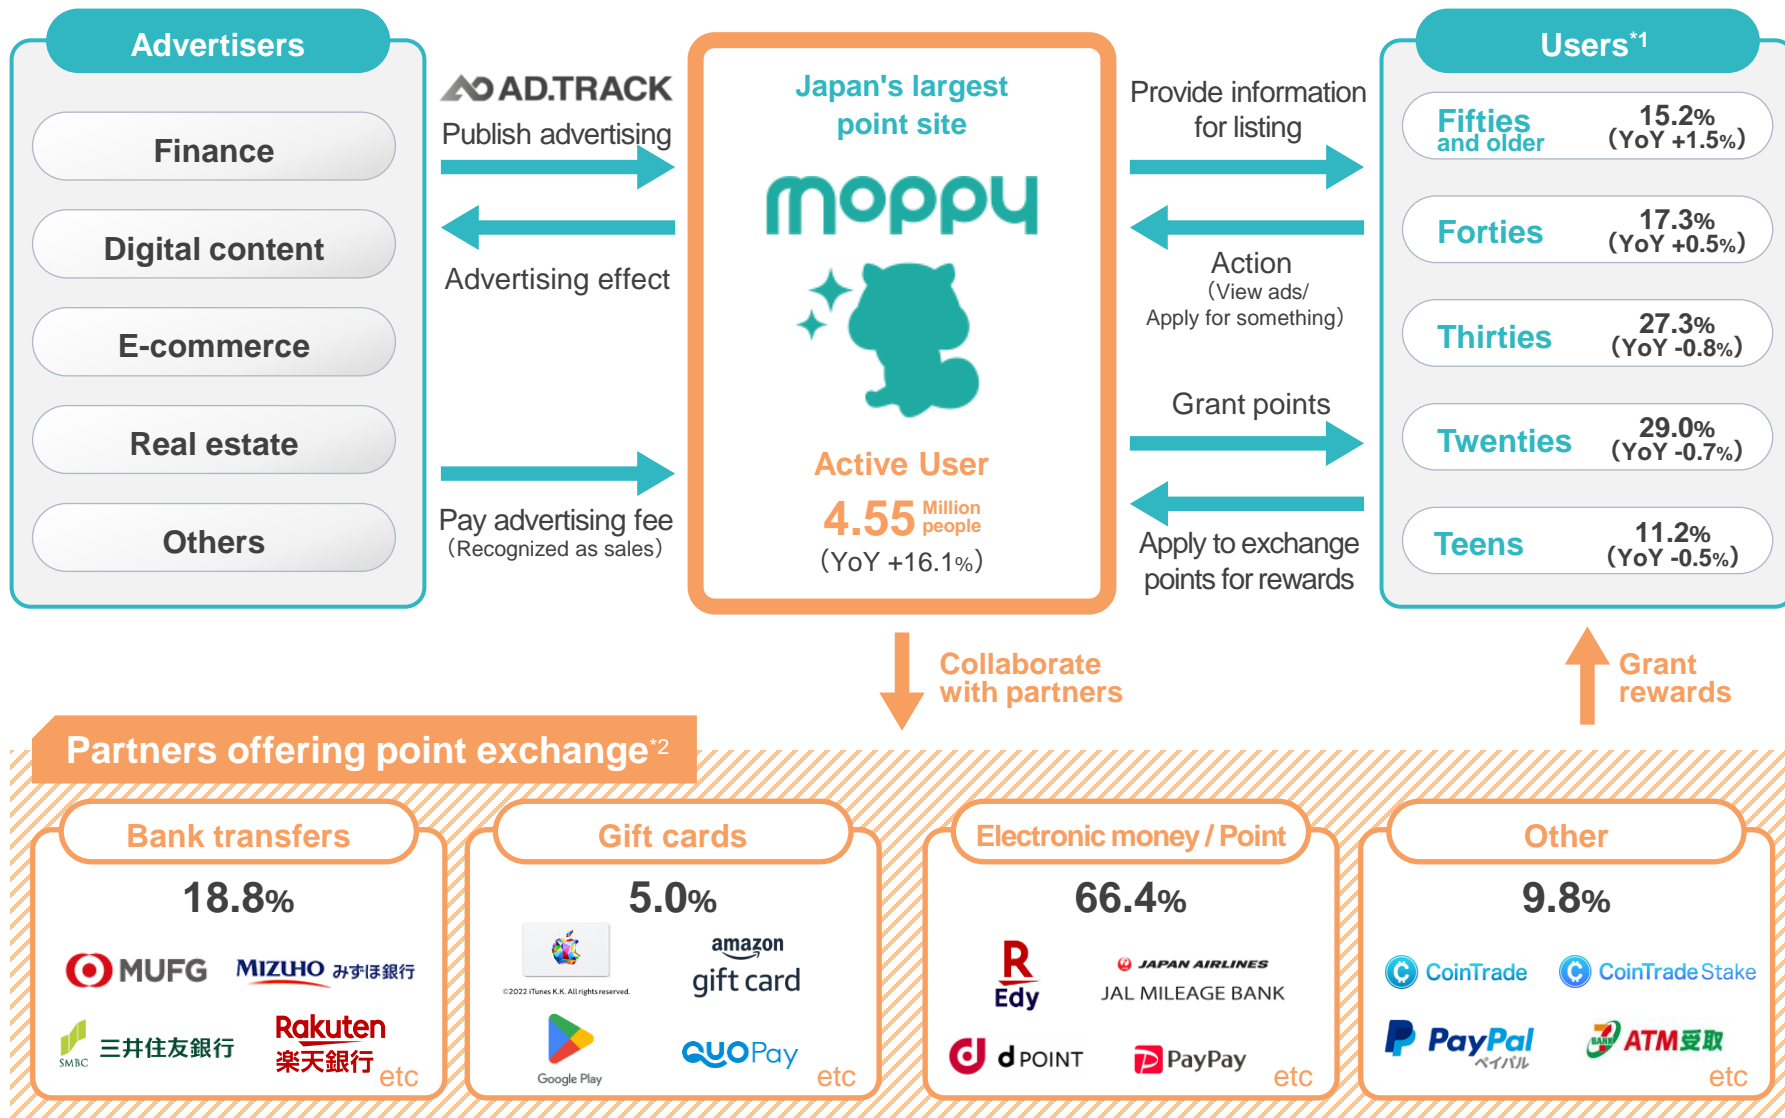 Advertisers
Finance
Digital content
E-commerce
Real estate
Others
AD.TRACK
Publish advertising
Advertising effect
Pay advertising fee
(Recognized as sales)
Japan's largest
point site
moppy
Active User
4.55 Million
people
(YoY +16.1%)
Provide information
for listing
Action
(View ads/
Apply for something)
Grant points
Apply to exchange
points for rewards
Users*1
Fifties
and older
15.2%
(YoY +1.5%)
Forties
17.3%
(YoY +0.5%)
Thirties
27.3%
(YoY -0.8%)
Twenties
29.0%
(YoY -0.7%)
Teens
11.2%
(YoY -0.5%)
Collaborate
with partners
Grant
rewards
Partners offering point exchange*2
Bank transfers
18.8%
MUFG
MIZUHO みずほ銀行
SMBC
三井住友銀行
Rakuten
楽天銀行
etc
Gift cards
5.0%
©2022 iTunes K.K. All rights reserved.
amazon
gift card
Google Play
QUOPay
etc
Electronic money / Point
66.4%
R
Edy
JAPAN AIRLINES
JAL MILEAGE BANK
d d POINT
PayPay
etc
Other
9.8%
CoinTrade
CoinTrade Stake
PayPal
ペイパル
BANK ATM受取
etc